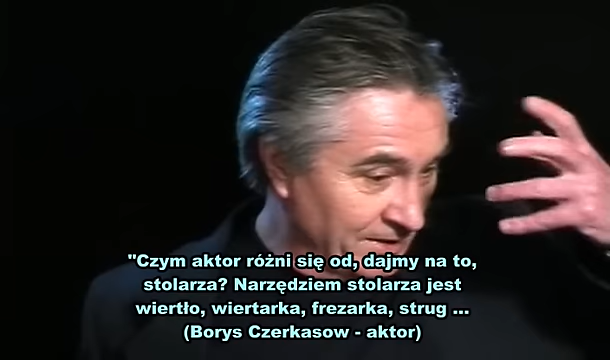 "Czym aktor różni się od, dajmy na to,
stolarza? Narzędziem stolarza jest
wiertło, wiertarka, frezarka, strug ...
(Borys Czerkasow - aktor)